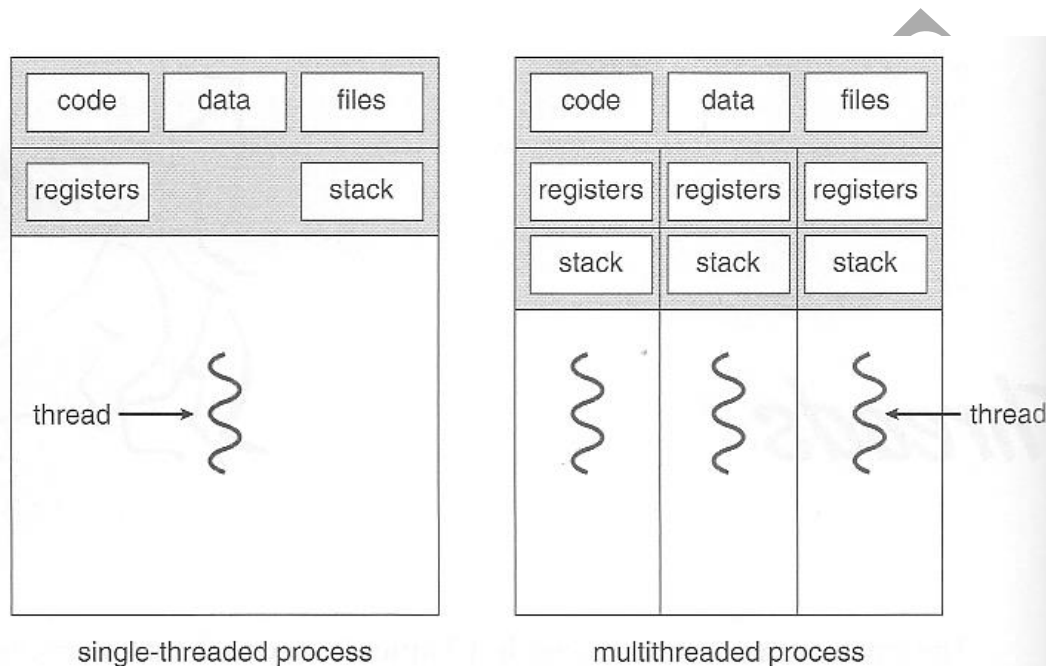 code data files
registers stack
thread
single-threaded process
code data files
registers registers registers
stack stack stack
thread
multithreaded process